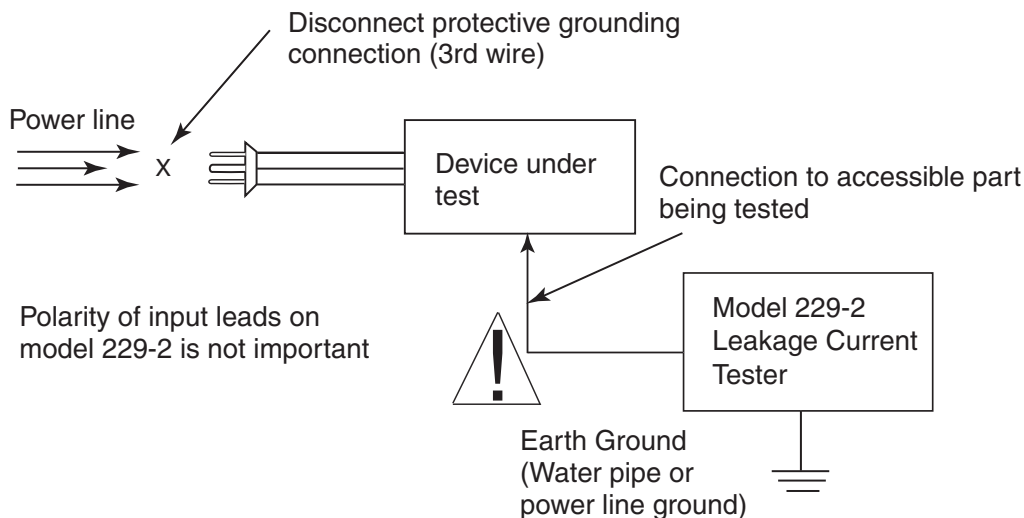 Disconnect protective grounding
connection (3rd wire)
Power line
X
Device under
test
Connection to accessible part
being tested
Polarity of input leads on
model 229-2 is not important
!
Model 229-2
Leakage Current
Tester
Earth Ground
(Water pipe or
power line ground)